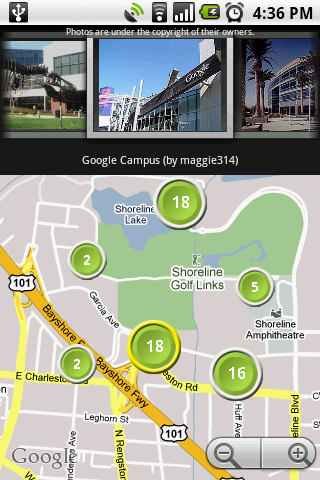 4:36 PM
Photos are under the copyright of their owners.
Google
Google Campus (by maggie314)
18
Shoreline
Lake
2
Shoreline
Golf Links
5
101
Garcia Ave
Shoreline
Amphitheatre
Bayshore Fwy
18
2
16
E Charleston
eston Rd
Bayshore Fwy
Leghorn St
101
N Rengstorff
Huff Ave
Shoreline Blvd
Google